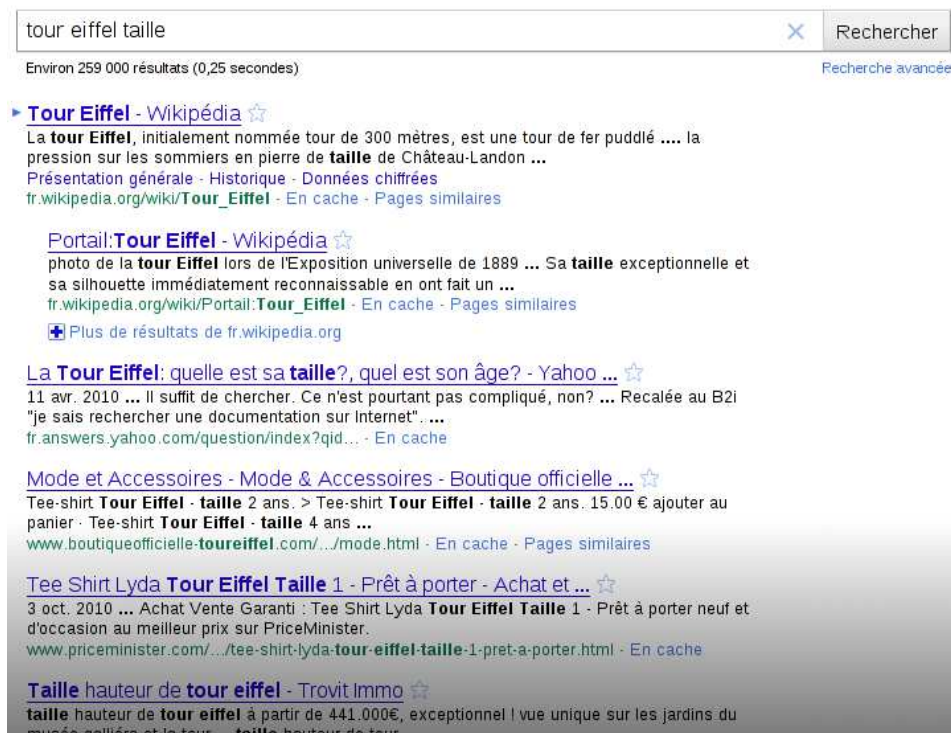 tour eiffel taille
Rechercher
Environ 259 000 résultats (0,25 secondes)
Recherche avancée
Tour Eiffel - Wikipédia
La tour Eiffel, initialement nommée tour de 300 mètres, est une tour de fer puddlé .... la
pression sur les sommiers en pierre de taille de Château-Landon ...
Présentation générale - Historique - Données chiffrées
fr.wikipedia.org/wiki/Tour_Eiffel - En cache - Pages similaires
Portail:Tour Eiffel - Wikipédia
photo de la tour Eiffel lors de l'Exposition universelle de 1889 ... Sa taille exceptionnelle et
sa silhouette immédiatement reconnaissable en ont fait un ...
fr.wikipedia.org/wiki/Portail:Tour_Eiffel - En cache - Pages similaires
Plus de résultats de fr.wikipedia.org
La Tour Eiffel: quelle est sa taille?, quel est son âge? - Yahoo ...
11 avr. 2010 ... Il suffit de chercher. Ce n'est pourtant pas compliqué, non? ... Recalée au B2i
"je sais rechercher une documentation sur Internet". ...
fr.answers.yahoo.com/question/index?qid... - En cache
Mode et Accessoires - Mode & Accessoires - Boutique officielle ...
Tee-shirt Tour Eiffel - taille 2 ans. > Tee-shirt Tour Eiffel - taille 2 ans. 15.00 € ajouter au
panier · Tee-shirt Tour Eiffel - taille 4 ans ...
www.boutiqueofficielle-toureiffel.com/.../mode.html - En cache - Pages similaires
Tee Shirt Lyda Tour Eiffel Taille 1 - Prêt à porter - Achat et ...
3 oct. 2010 ... Achat Vente Garanti : Tee Shirt Lyda Tour Eiffel Taille 1 - Prêt à porter neuf et
d'occasion au meilleur prix sur PriceMinister.
www.priceminister.com/.../tee-shirt-lyda-tour-eiffel-taille-1-pret-a-porter.html - En cache
Taille hauteur de tour eiffel - Trovit Immo
taille hauteur de tour eiffel à partir de 441.000€, exceptionnel ! vue unique sur les jardins du
musée galliéra et la tour ... taille hauteur de tour